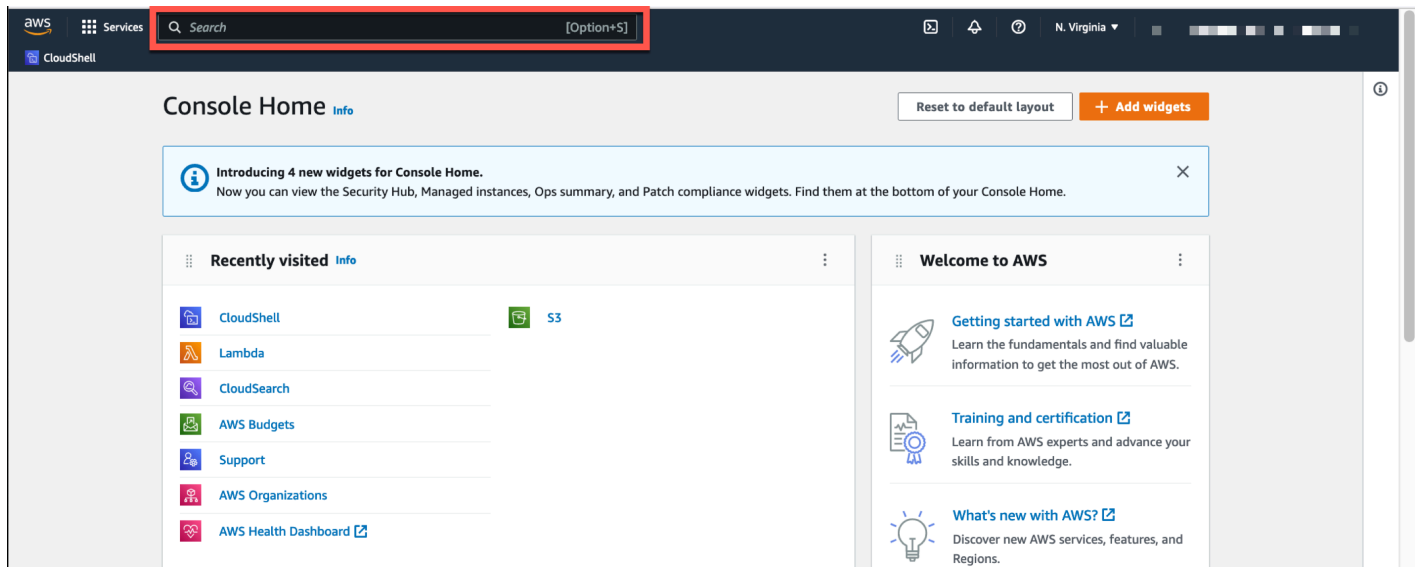 aws Services Search [Option+S] N. Virginia
CloudShell
Console Home Info
Reset to default layout
Add widgets
Introducing 4 new widgets for Console Home.
Now you can view the Security Hub, Managed instances, Ops summary, and Patch compliance widgets. Find them at the bottom of your Console Home.
Recently visited Info
CloudShell
Lambda
CloudSearch
AWS Budgets
Support
AWS Organizations
AWS Health Dashboard
S3
Welcome to AWS
Getting started with AWS
Learn the fundamentals and find valuable
information to get the most out of AWS.
Training and certification
Learn from AWS experts and advance your
skills and knowledge.
What's new with AWS?
Discover new AWS services, features, and
Regions.